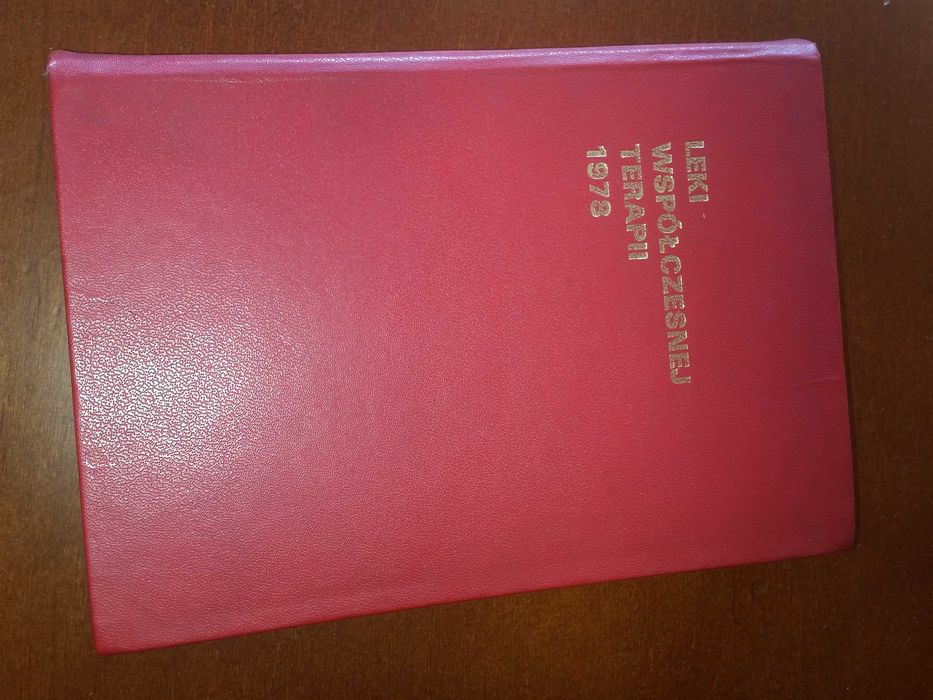 LEKI
WSPÓŁCZESNEJ
TERAPII
1978